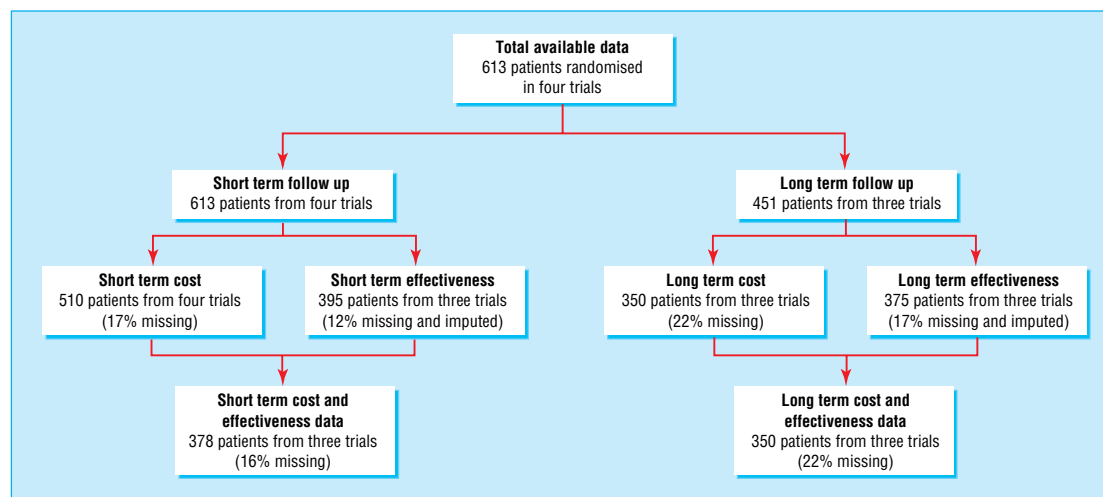 Total available data
613 patients randomised
in four trials
Short term follow up
613 patients from four trials
Long term follow up
451 patients from three trials
Short term cost
510 patients from four trials
(17% missing)
Short term effectiveness
395 patients from three trials
(12% missing and imputed)
Long term cost
350 patients from three trials
(22% missing)
Long term effectiveness
375 patients from three trials
(17% missing and imputed)
Short term cost and
effectiveness data
378 patients from three trials
(16% missing)
Long term cost and
effectiveness data
350 patients from three trials
(22% missing)